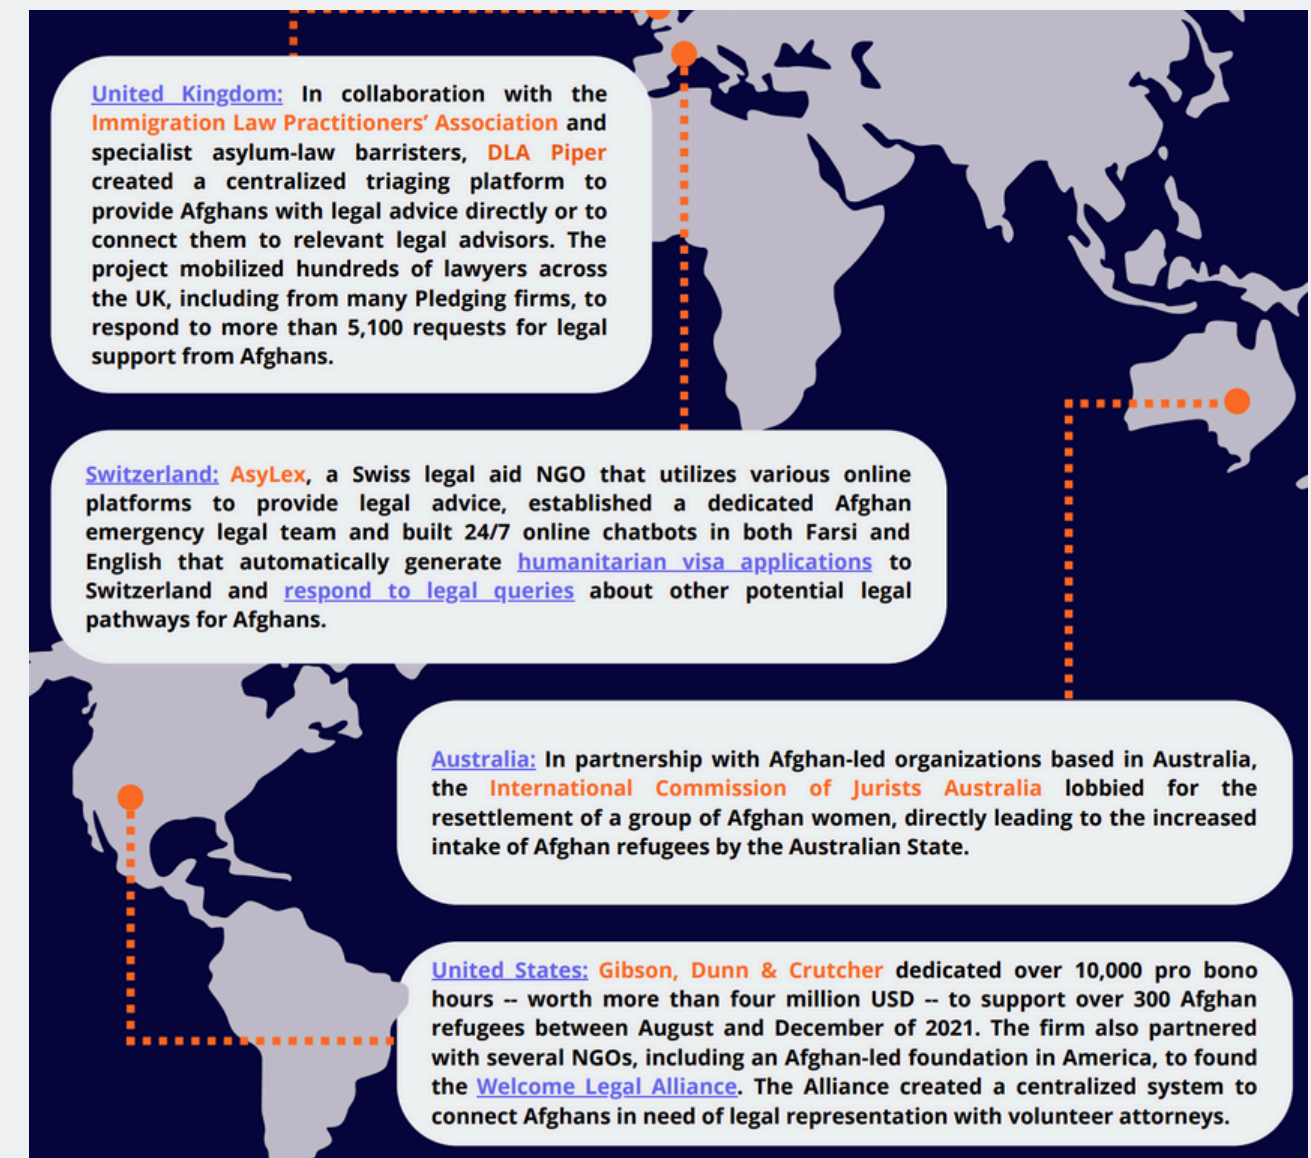 United Kingdom: In collaboration with the
Immigration Law Practitioners’ Association and
specialist asylum-law barristers, DLA Piper
created a centralized triaging platform to
provide Afghans with legal advice directly or to
connect them to relevant legal advisors. The
project mobilized hundreds of lawyers across
the UK, including from many Pledging firms, to
respond to more than 5,100 requests for legal
support from Afghans.
Switzerland: AsyLex, a Swiss legal aid NGO that utilizes various online
platforms to provide legal advice, established a dedicated Afghan
emergency legal team and built 24/7 online chatbots in both Farsi and
English that automatically generate humanitarian visa applications to
Switzerland and respond to legal queries about other potential legal
pathways for Afghans.
Australia: In partnership with Afghan-led organizations based in Australia,
the International Commission of Jurists Australia lobbied for the
resettlement of a group of Afghan women, directly leading to the increased
intake of Afghan refugees by the Australian State.
United States: Gibson, Dunn & Crutcher dedicated over 10,000 pro bono
hours -- worth more than four million USD -- to support over 300 Afghan
refugees between August and December of 2021. The firm also partnered
with several NGOs, including an Afghan-led foundation in America, to found
the Welcome Legal Alliance. The Alliance created a centralized system to
connect Afghans in need of legal representation with volunteer attorneys.